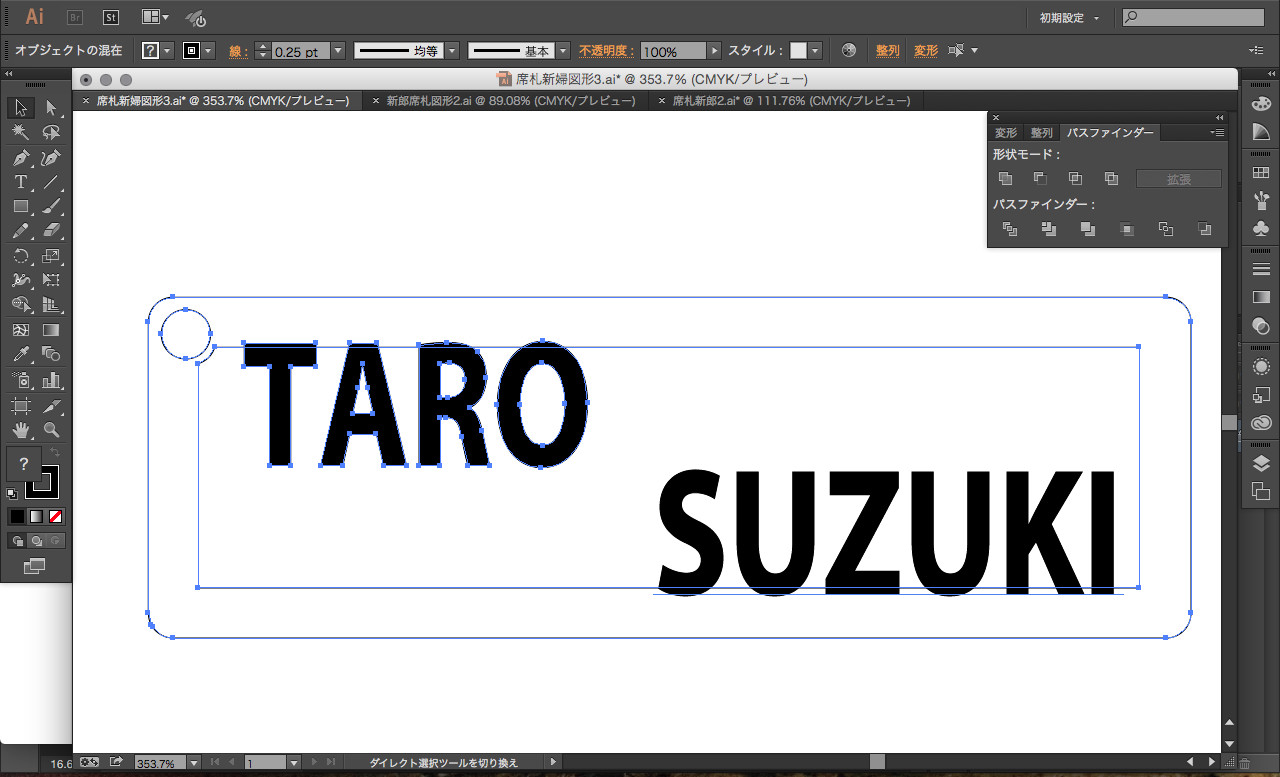 Ai Br St 初期設定
オブジェクトの混在 ? 線 : 0.25 pt 均等 基本 不透明度 : 100% スタイル : 整列 変形
席札新婦図形3.ai* @ 353.7% (CMYK/プレビュー)
× 席札新婦図形3.ai* @ 353.7% (CMYK/プレビュー) × 新郎席札図形2.ai @ 89.08% (CMYK/プレビュー) × 席札新郎2.ai* @ 111.76% (CMYK/プレビュー)
変形 整列 パスファインダー
形状モード :
拡張
パスファインダー :
TARO
SUZUKI
T
?
16.6
353.7% 1 ダイレクト選択ツールを切り換え